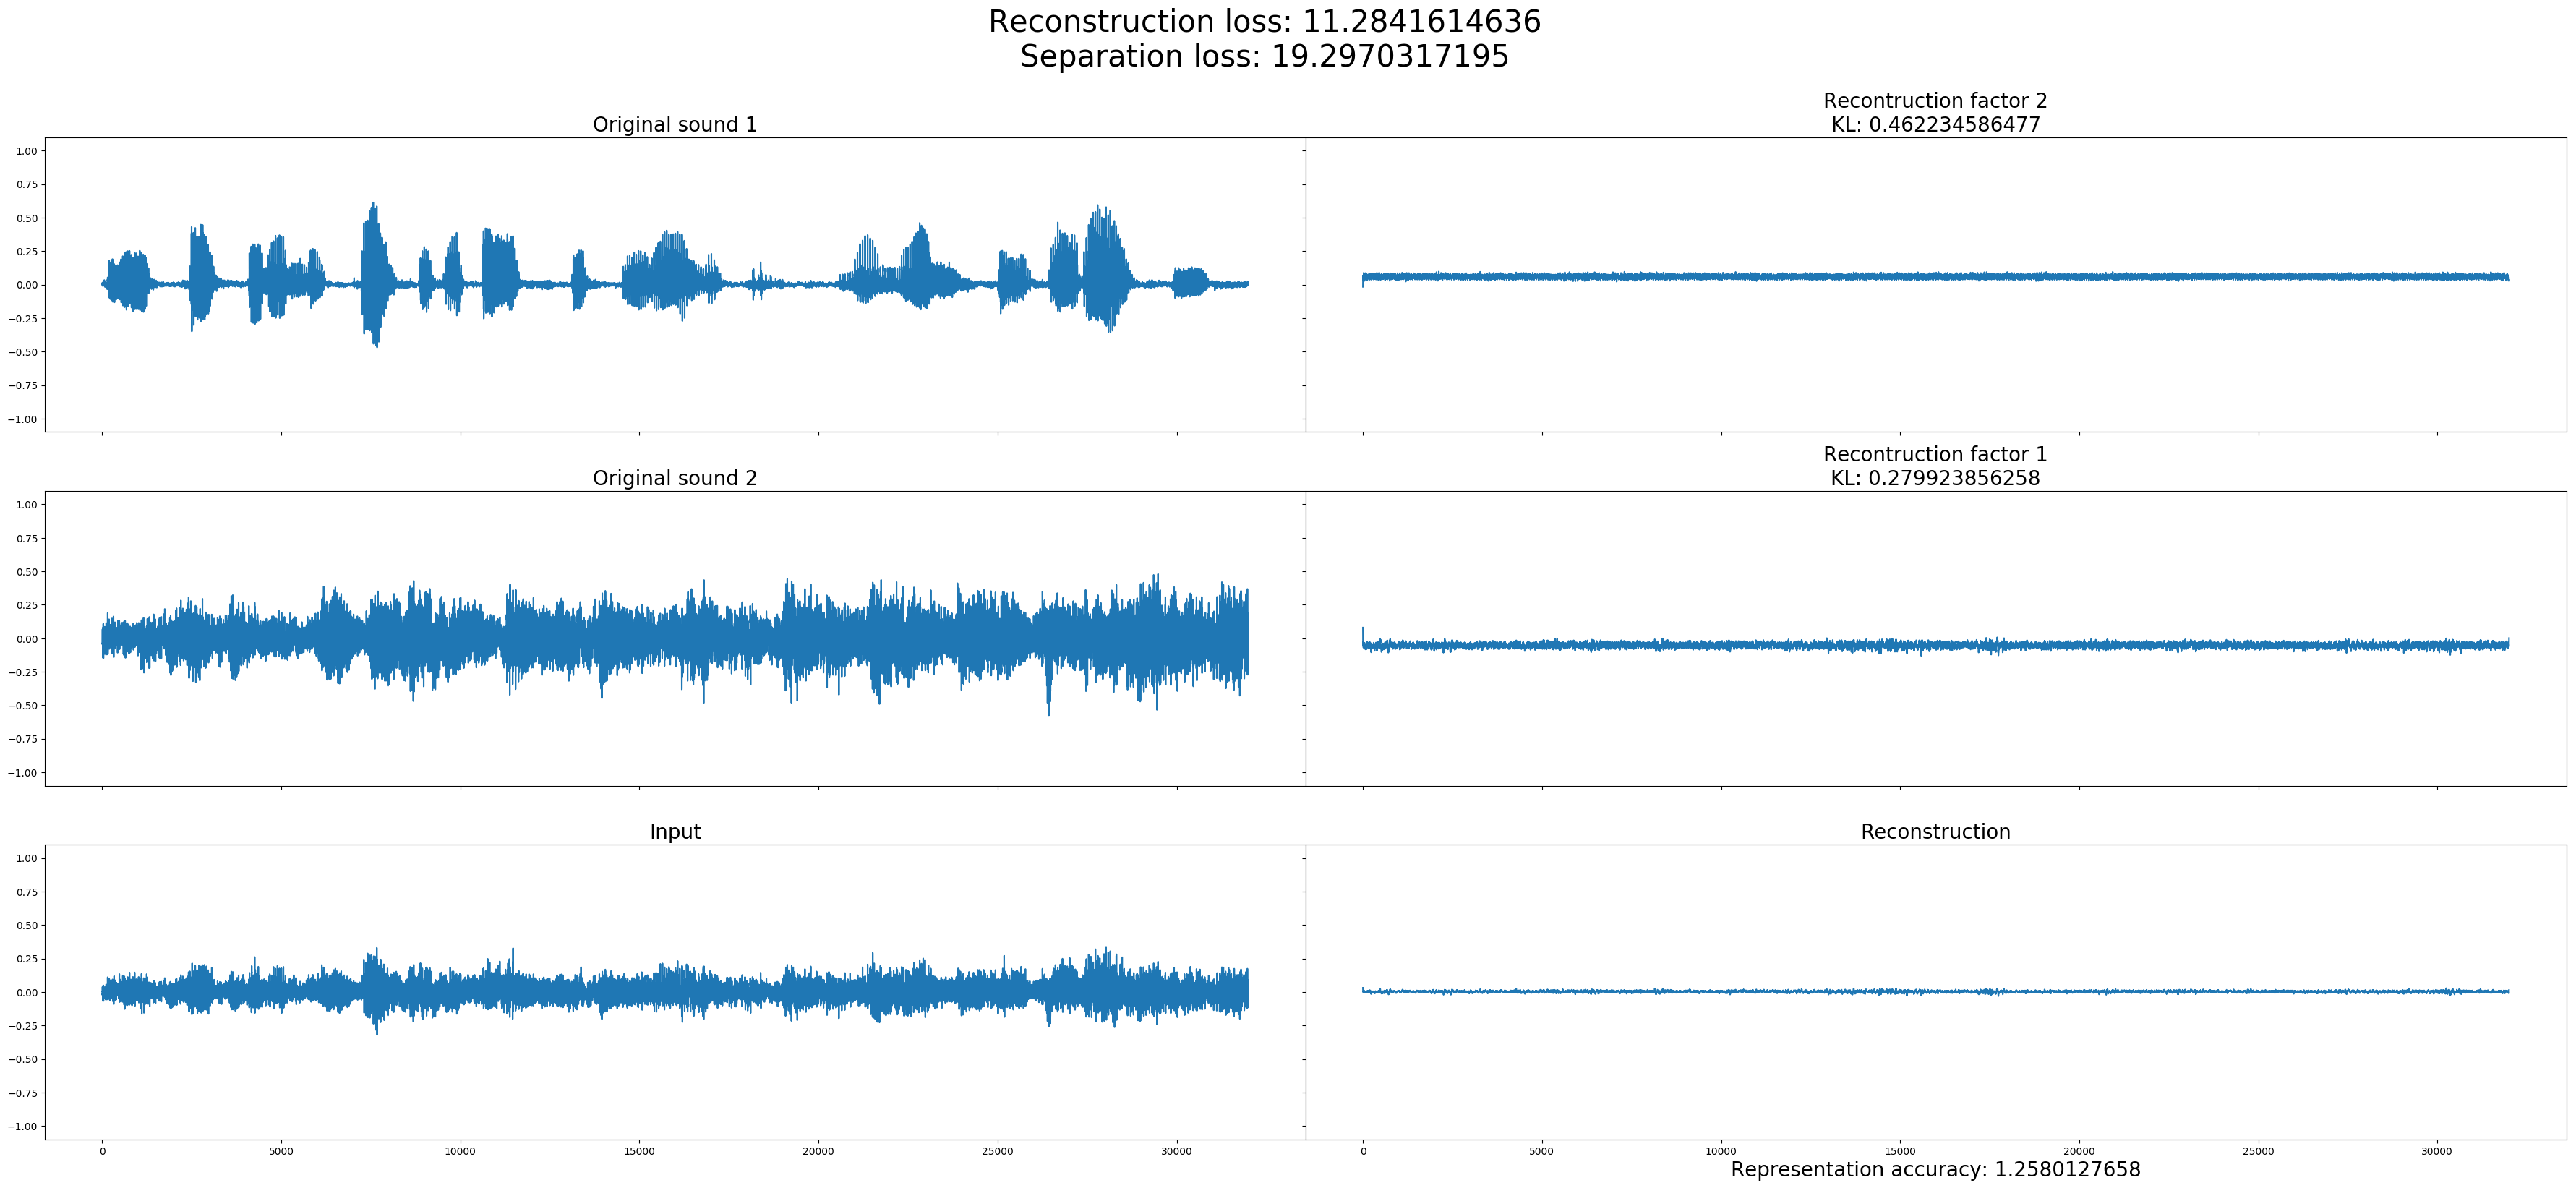 Reconstruction loss: 11.2841614636
Separation loss: 19.2970317195
Original sound 1
Recontruction factor 2
KL: 0.462234586477
1.00
0.75
0.50
0.25
0.00
−0.25
−0.50
−0.75
−1.00
Original sound 2
Recontruction factor 1
KL: 0.279923856258
1.00
0.75
0.50
0.25
0.00
−0.25
−0.50
−0.75
−1.00
Input
Reconstruction
1.00
0.75
0.50
0.25
0.00
−0.25
−0.50
−0.75
−1.00
0 5000 10000 15000 20000 25000 30000
0 5000 10000 15000 20000 25000 30000
Representation accuracy: 1.2580127658